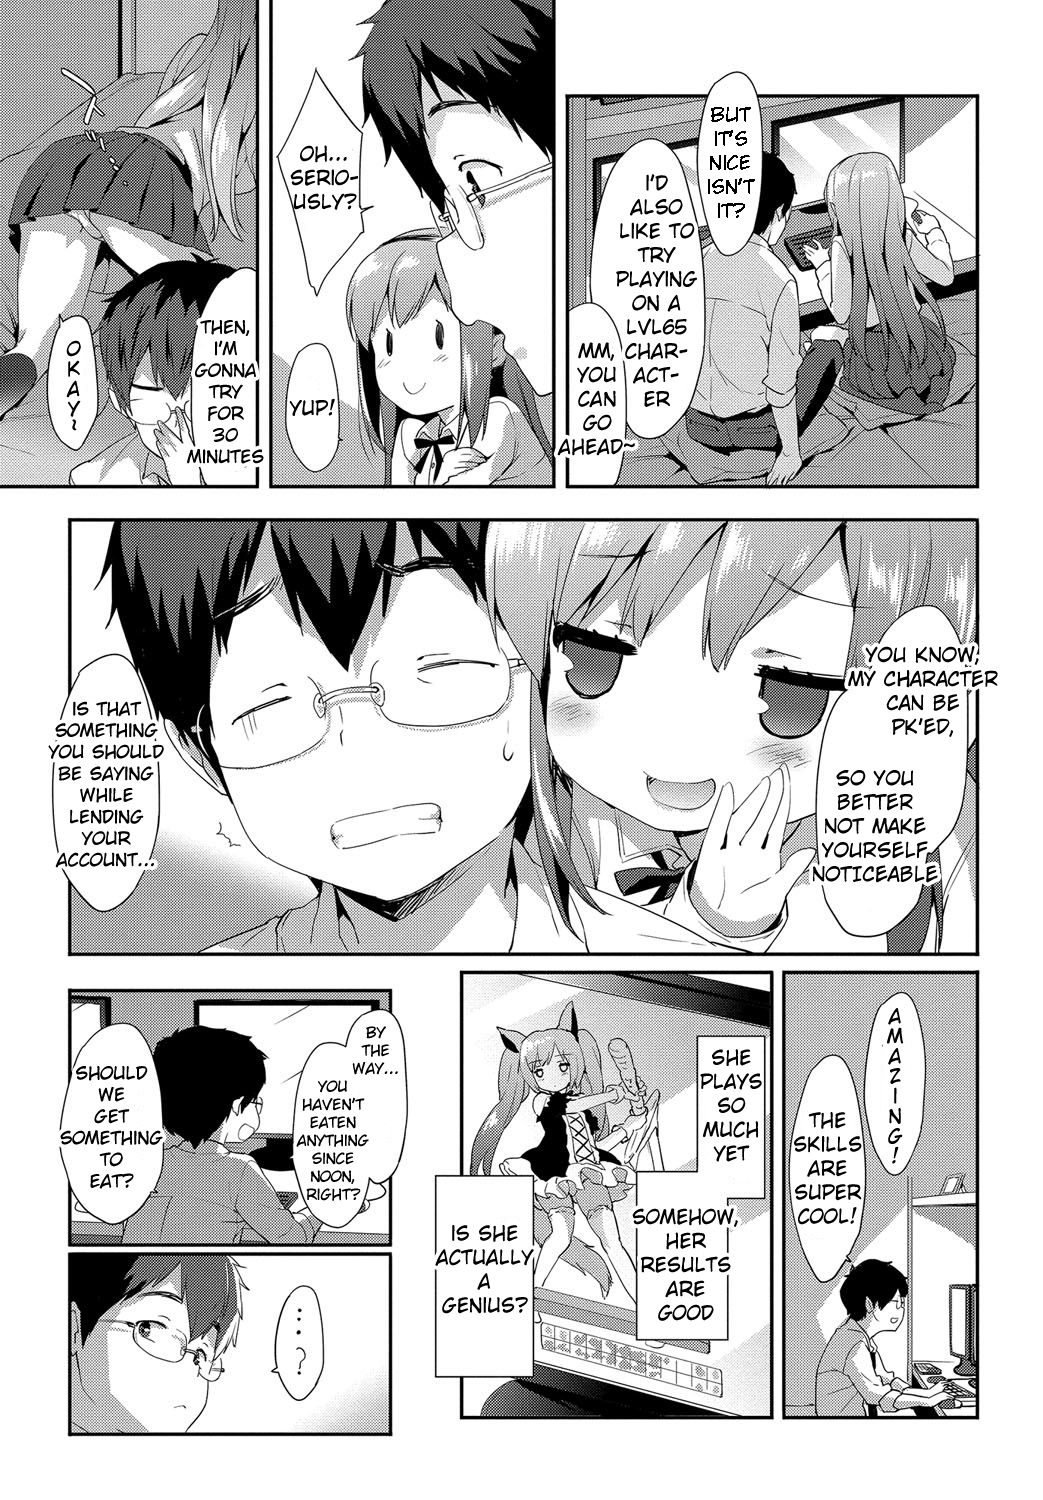 BUT
IT'S
NICE
ISN'T
IT?
I'D
ALSO
LIKE TO
TRY
PLAYING
ON A
LVL65
CHAR-
ACT-
ER
MM,
YOU
CAN GO
AHEAD~
OH...
SERIO-
USLY?
YUP!
THEN,
I'M
GONNA
TRY
FOR
30
MINUTES
OKAY~
YOU KNOW,
MY CHARACTER
CAN BE
PK'ED,
SO YOU
BETTER
NOT MAKE
YOURSELF
NOTICEABLE
IS THAT
SOMETHING
YOU SHOULD
BE SAYING
WHILE
LENDING
YOUR
ACCOUNT...
AMAZING!
THE
SKILLS ARE
SUPER
COOL!
SHE
PLAYS
SO
MUCH
YET
SOMEHOW,
HER
RESULTS
ARE
GOOD
IS SHE
ACTUALLY
A
GENIUS?
BY
THE
WAY...
YOU
HAVEN'T
EATEN
ANYTHING
SINCE
NOON,
RIGHT?
SHOULD
WE
GET
SOMETHING
TO
EAT?
...?